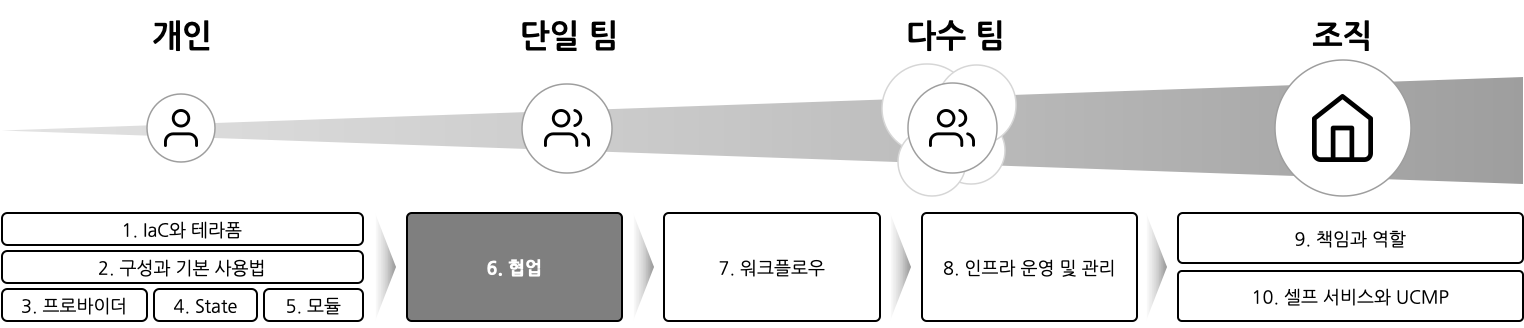 개인
단일 팀
다수 팀
조직
1. IaC와 테라폼
2. 구성과 기본 사용법
3. 프로바이더
4. State
5. 모듈
6. 협업
7. 워크플로우
8. 인프라 운영 및 관리
9. 책임과 역할
10. 셀프 서비스와 UCMP